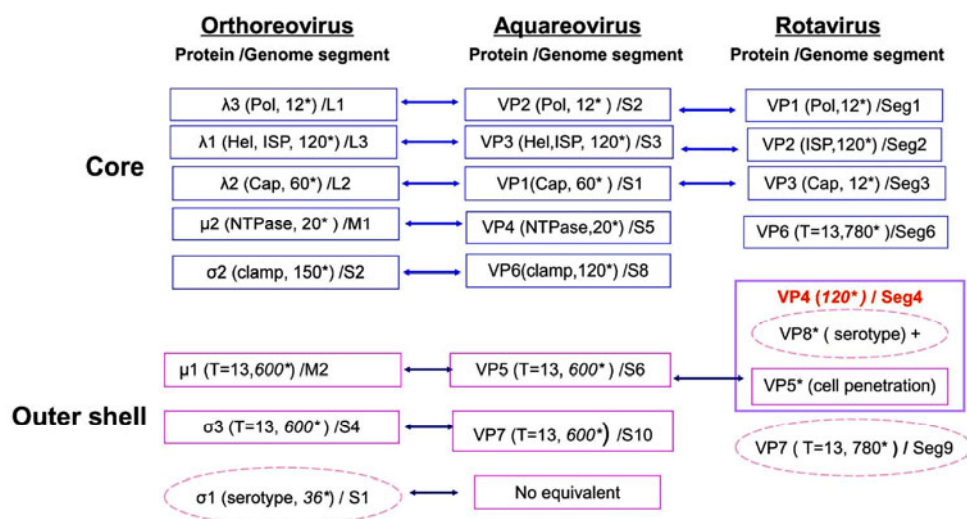 Orthoreovirus Aquareovirus Rotavirus
Protein /Genome segment Protein /Genome segment Protein /Genome segment
λ3 (Pol, 12*) /L1 VP2 (Pol, 12* ) /S2 VP1 (Pol,12*) /Seg1
λ1 (Hel, ISP, 120*) /L3 VP3 (Hel,ISP, 120*) /S3 VP2 (ISP,120*) /Seg2
Core
λ2 (Cap, 60*) /L2 VP1(Cap, 60* ) /S1 VP3 (Cap, 12*) /Seg3
μ2 (NTPase, 20* ) /M1 VP4 (NTPase,20*) /S5 VP6 (T=13,780* )/Seg6
σ2 (clamp, 150*) /S2 VP6(clamp,120*) /S8
VP4 (120*) / Seg4
VP8* ( serotype) +
μ1 (T=13,600*) /M2 VP5 (T=13, 600*) /S6 VP5* (cell penetration)
Outer shell
σ3 (T=13, 600* ) /S4 VP7 (T=13, 600*) /S10 VP7 ( T=13, 780* ) / Seg9
σ1 (serotype, 36*) / S1 No equivalent